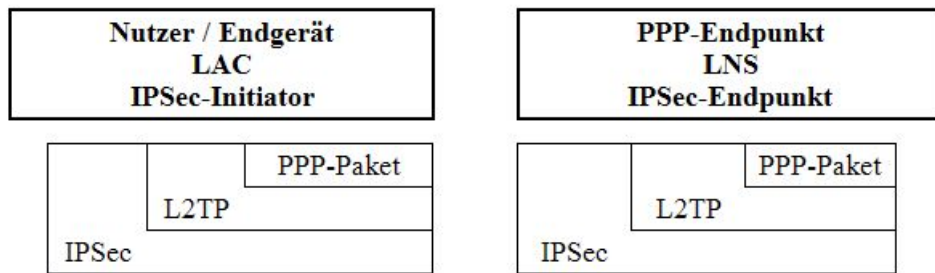 Nutzer / Endgerät
LAC
IPSec-Initiator
PPP-Endpunkt
LNS
IPSec-Endpunkt
PPP-Paket
L2TP
IPSec
PPP-Paket
L2TP
IPSec